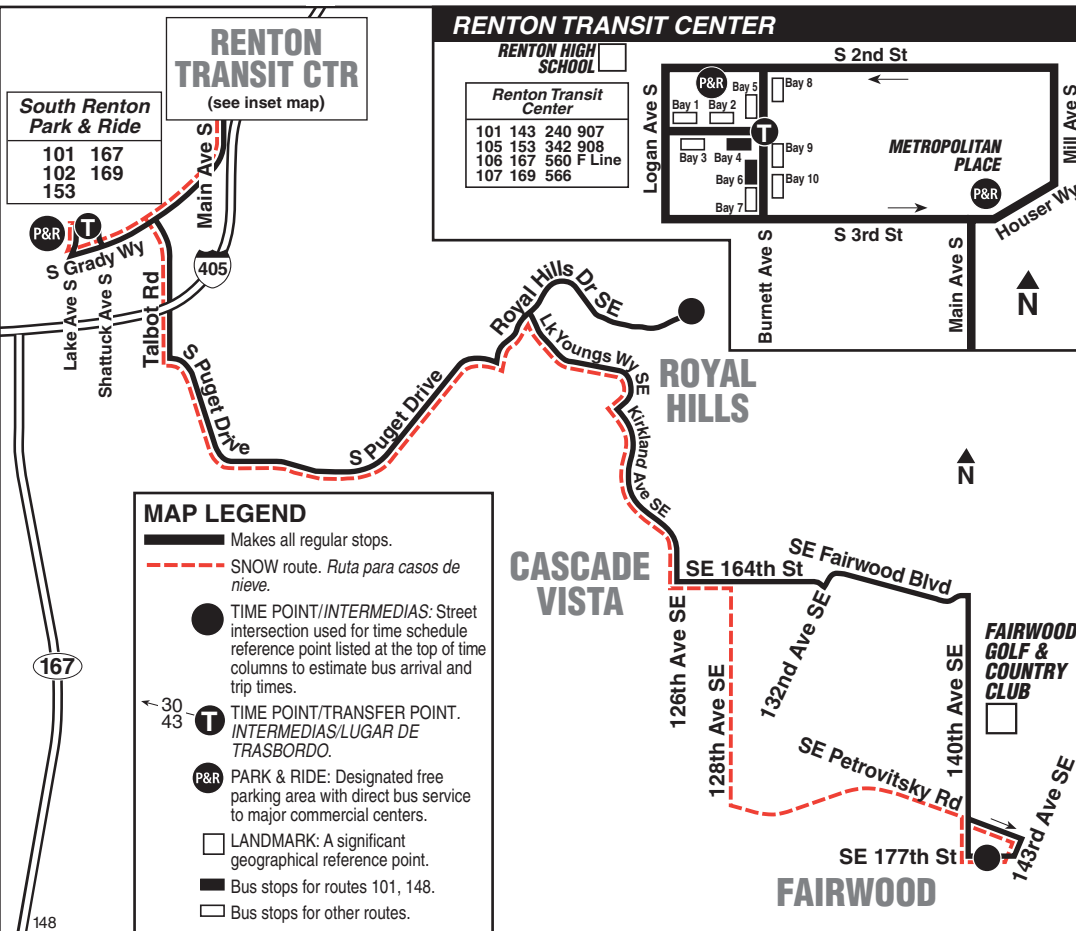 RENTON
TRANSIT CTR
(see inset map)
South Renton
Park & Ride
101 167
102 169
153
Main Ave S
P&R
T
S Grady Wy
Lake Ave S
Shattuck Ave S
Talbot Rd
405
167
S Puget Drive
S Puget Drive
Royal Hills Dr SE
Lk Youngs Wy SE
ROYAL
HILLS
Kirkland Ave SE
RENTON TRANSIT CENTER
RENTON HIGH
SCHOOL
Renton Transit
Center
101 143 240 907
105 153 342 908
106 167 560 F Line
107 169 566
S 2nd St
Logan Ave S
P&R
Bay 5
Bay 8
Bay 1
Bay 2
T
Bay 3
Bay 4
Bay 9
Bay 6
Bay 10
Bay 7
METROPOLITAN
PLACE
P&R
Mill Ave S
Houser Wy
S 3rd St
Burnett Ave S
Main Ave S
N
N
CASCADE
VISTA
SE 164th St
SE Fairwood Blvd
126th Ave SE
128th Ave SE
132nd Ave SE
140th Ave SE
FAIRWOOD
GOLF &
COUNTRY
CLUB
SE Petrovitsky Rd
143rd Ave SE
SE 177th St
FAIRWOOD
MAP LEGEND
Makes all regular stops.
SNOW route. Ruta para casos de
nieve.
TIME POINT/INTERMEDIAS: Street
intersection used for time schedule
reference point listed at the top of time
columns to estimate bus arrival and
trip times.
30
43
T
TIME POINT/TRANSFER POINT.
INTERMEDIAS/LUGAR DE
TRASBORDO.
P&R
PARK & RIDE: Designated free
parking area with direct bus service
to major commercial centers.
LANDMARK: A significant
geographical reference point.
Bus stops for routes 101, 148.
Bus stops for other routes.
148